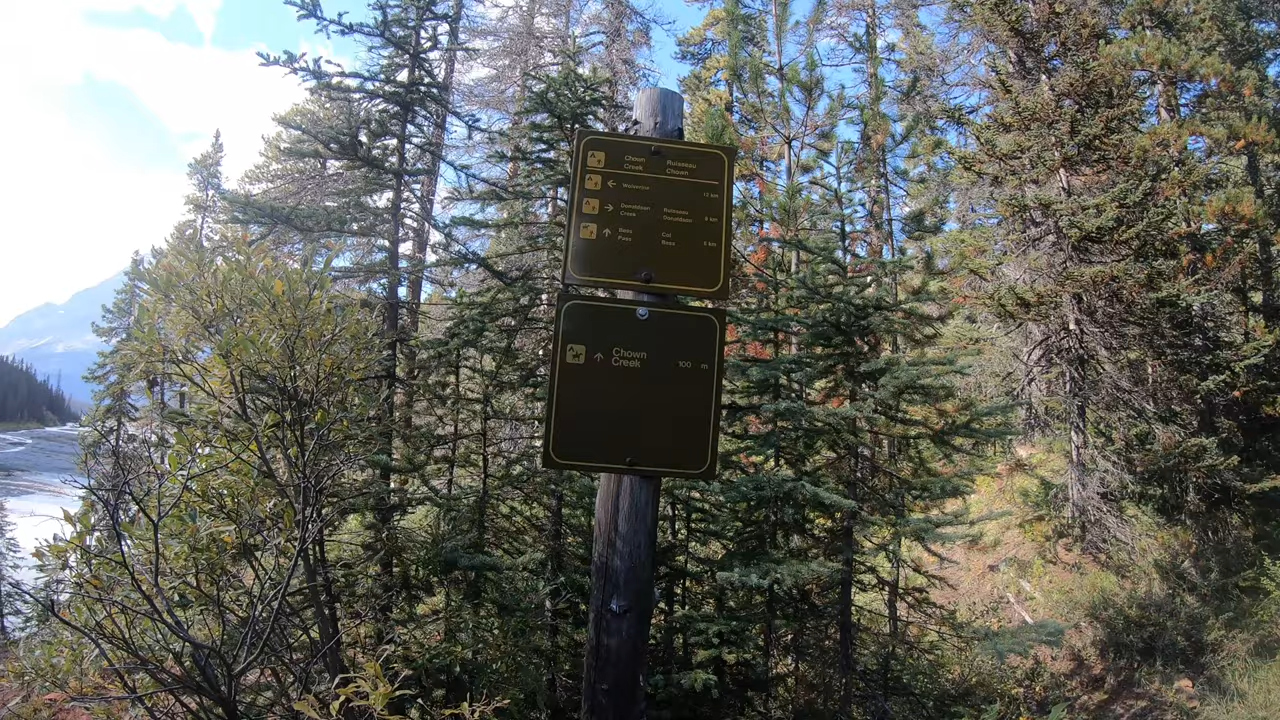 Chown Ruisseau
Creek Chown
← Wolverine 12 km
→ Donaldson Ruisseau
Creek Donaldson 8 km
↑ Bess Col
Pass Bess 6 km
↑ Chown
Creek 100 m